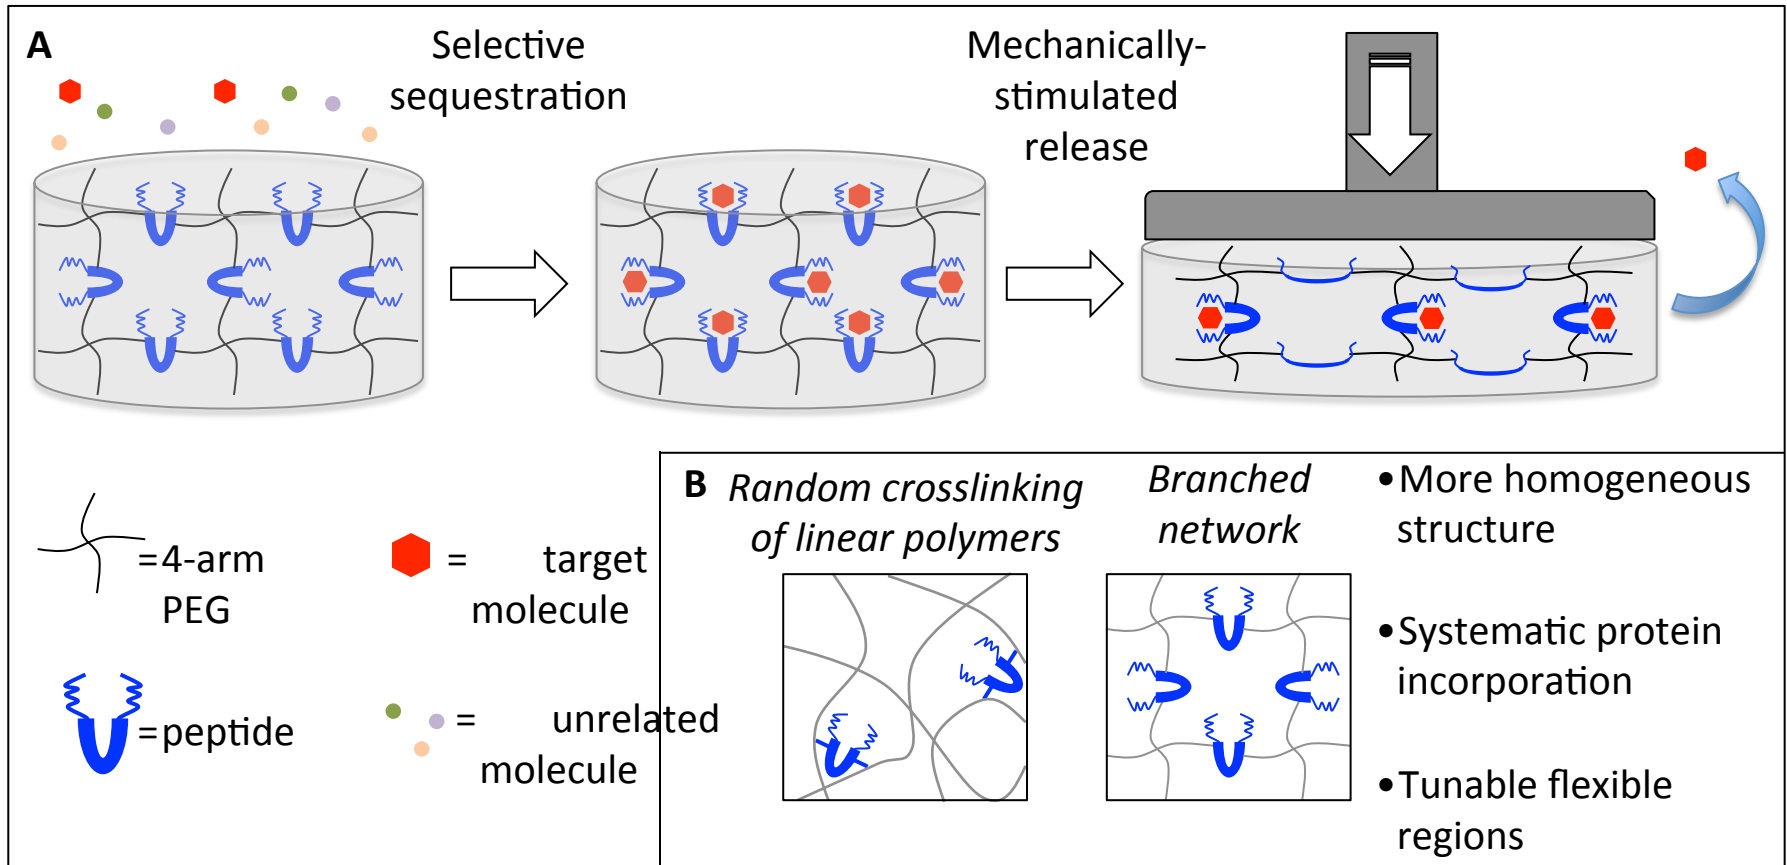 A
Selective
sequestration
Mechanically-
stimulated
release
=4-arm
PEG
= target
molecule
=peptide
= unrelated
molecule
B
Random crosslinking
of linear polymers
Branched
network
•More homogeneous
structure
•Systematic protein
incorporation
•Tunable flexible
regions